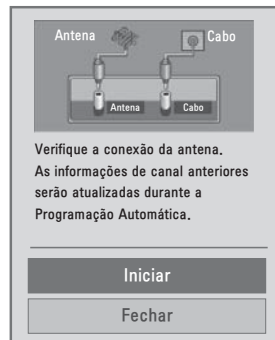 Antena Cabo
Antena Cabo
Verifique a conexão da antena.
As informações de canal anteriores
serão atualizadas durante a
Programação Automática.
Iniciar
Fechar